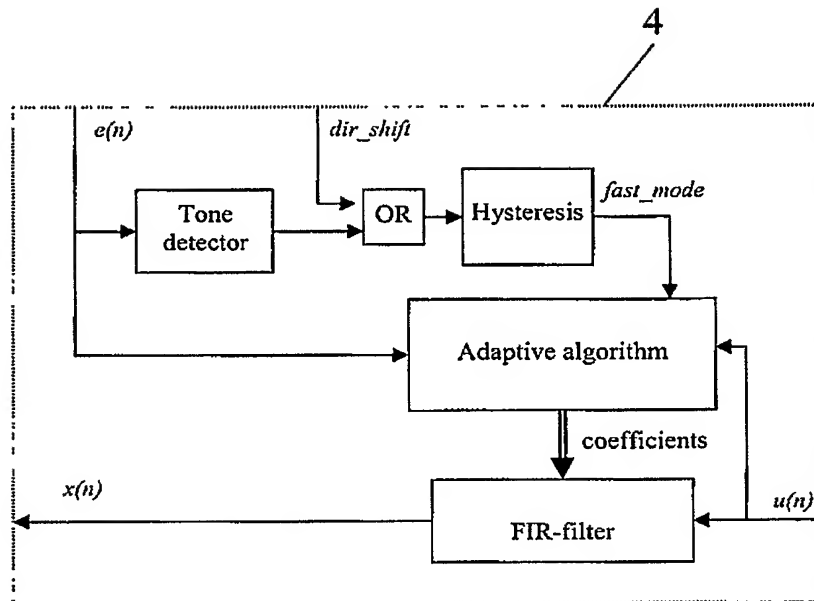 4
e(n)
dir_shift
fast_mode
Tone
detector
OR
Hysteresis
Adaptive algorithm
coefficients
x(n)
u(n)
FIR-filter